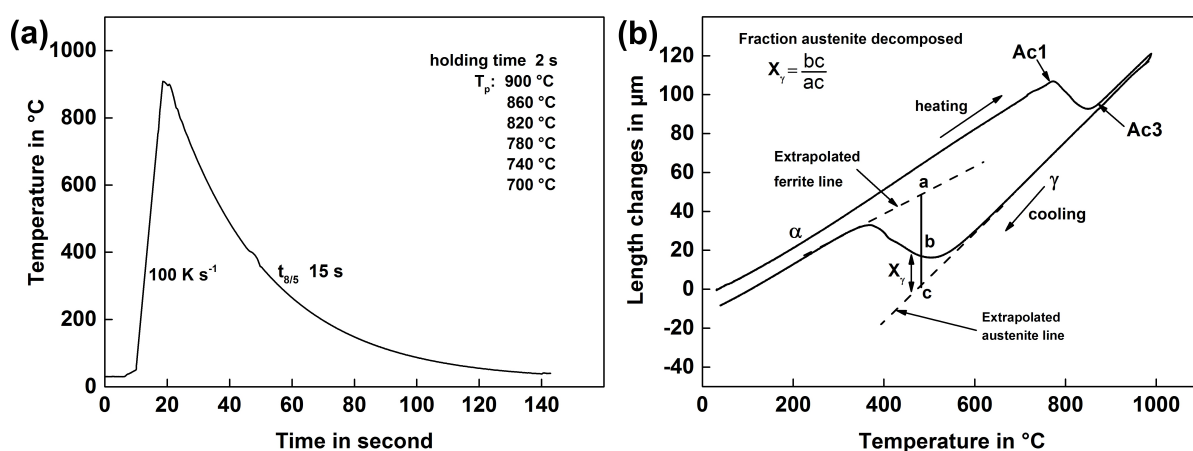 (a)
1000
800
600
400
200
0
0 20 40 60 80 100 120 140
Temperature in °C
Time in second
holding time 2 s
Tp: 900 °C
860 °C
820 °C
780 °C
740 °C
700 °C
100 K s-1
t8/5 15 s
(b)
120
100
80
60
40
20
0
-20
-40
0 200 400 600 800 1000
Length changes in µm
Temperature in °C
Fraction austenite decomposed
Xγ = bc
ac
Ac1
heating
Ac3
Extrapolated
ferrite line
a
γ
cooling
α
b
Xγ
c
Extrapolated
austenite line